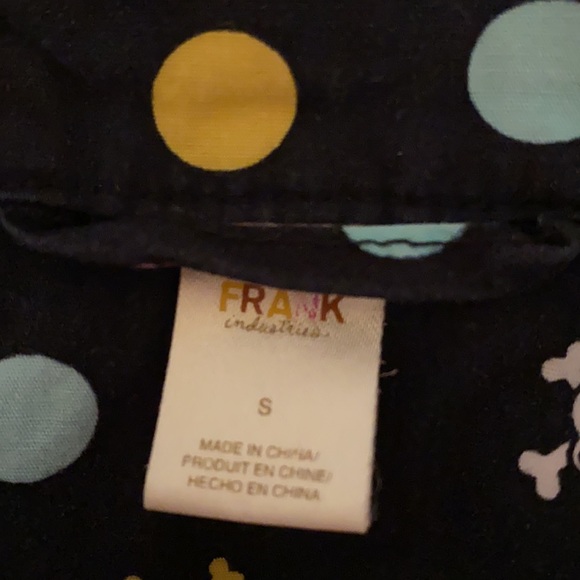 FRANK
industries.
S
MADE IN CHINA/
PRODUIT EN CHINE/
HECHO EN CHINA